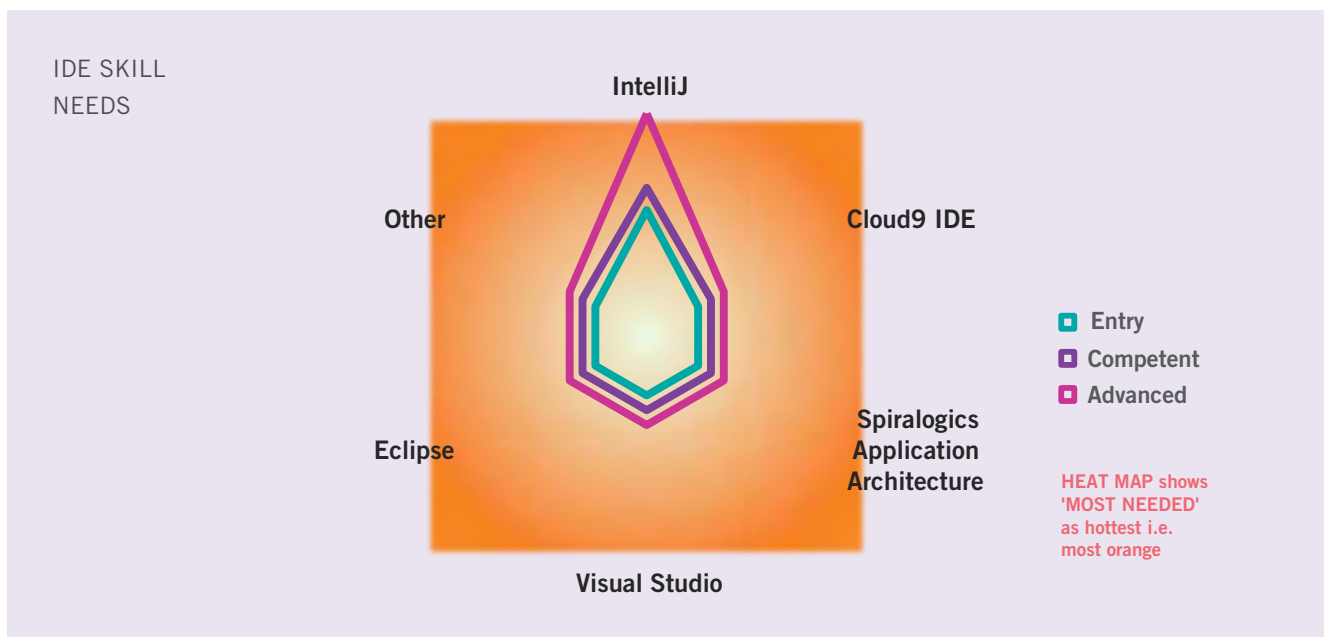 IDE SKILL
NEEDS
IntelliJ
Other
Cloud9 IDE
Entry
Competent
Advanced
Spiralogics
Application
Architecture
Eclipse
HEAT MAP shows
'MOST NEEDED'
as hottest i.e.
most orange
Visual Studio